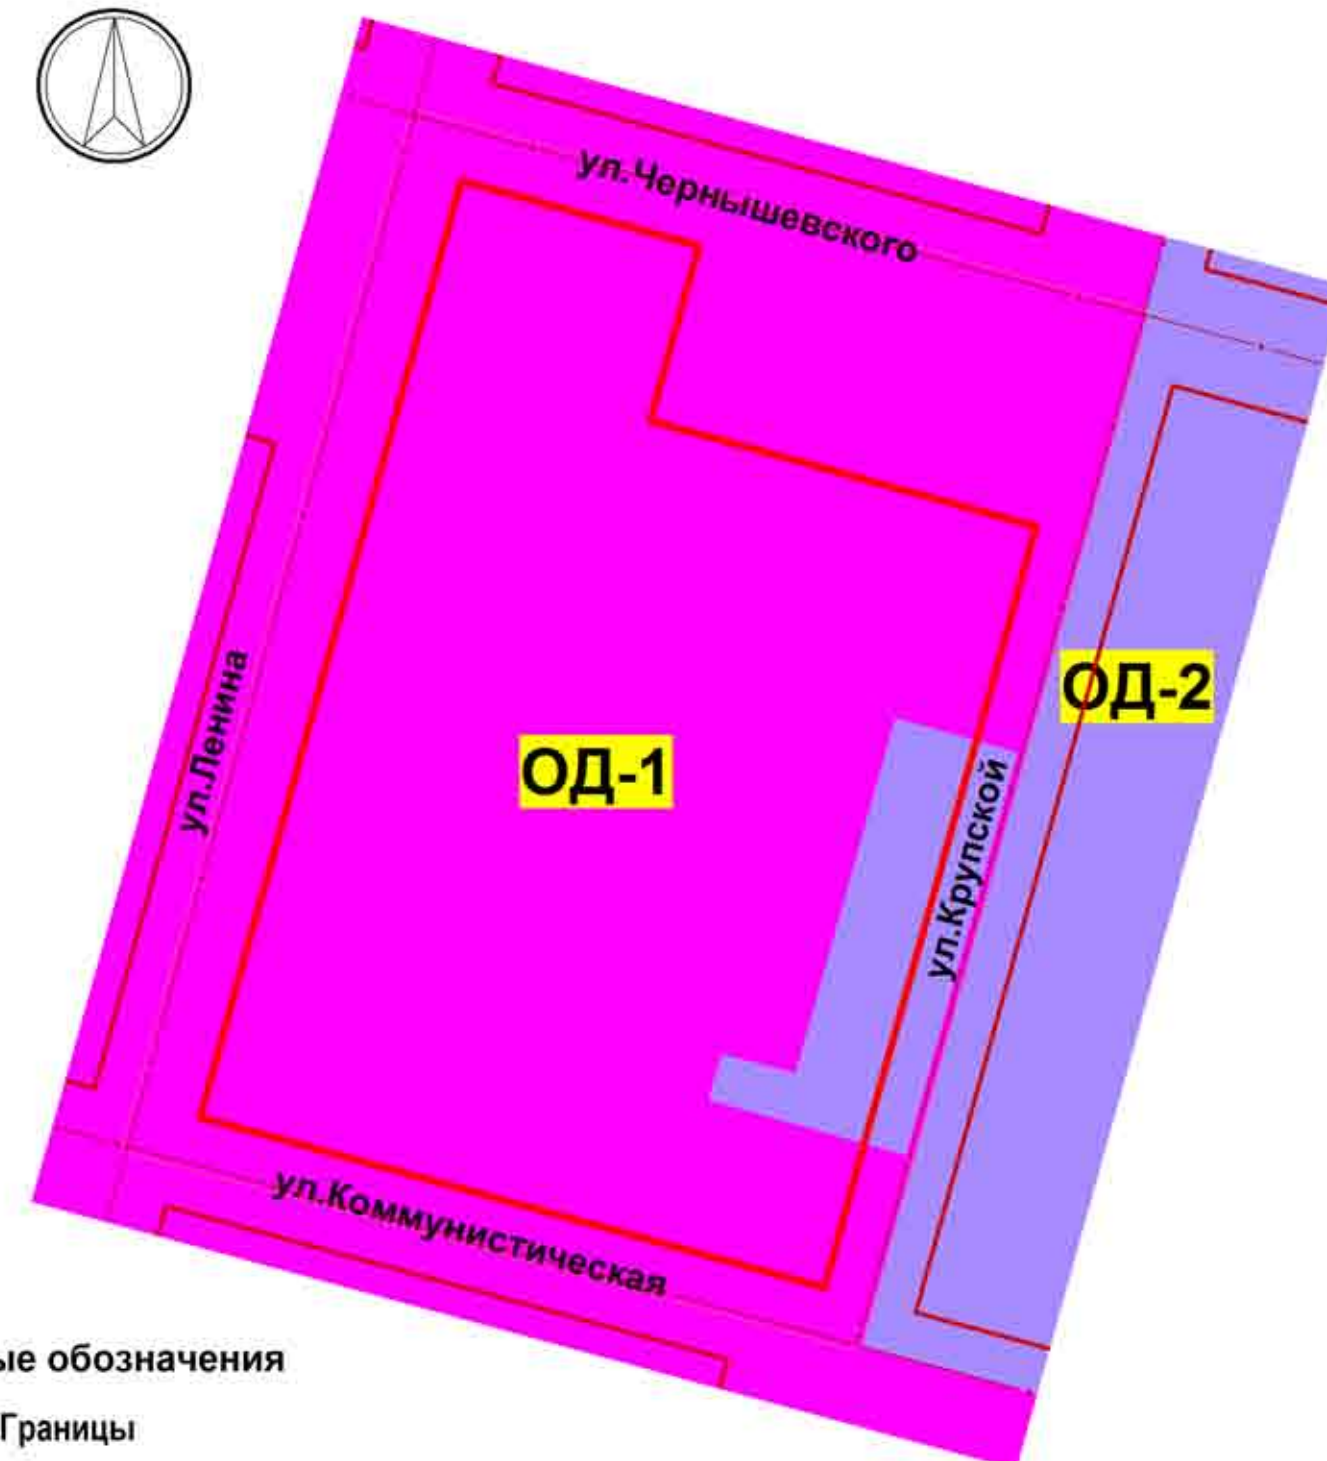 ул.Чернышевского
ОД-2
ул.Ленина
ОД-1
ул.Крупской
ул.Коммунистическая
ые обозначения
Границы